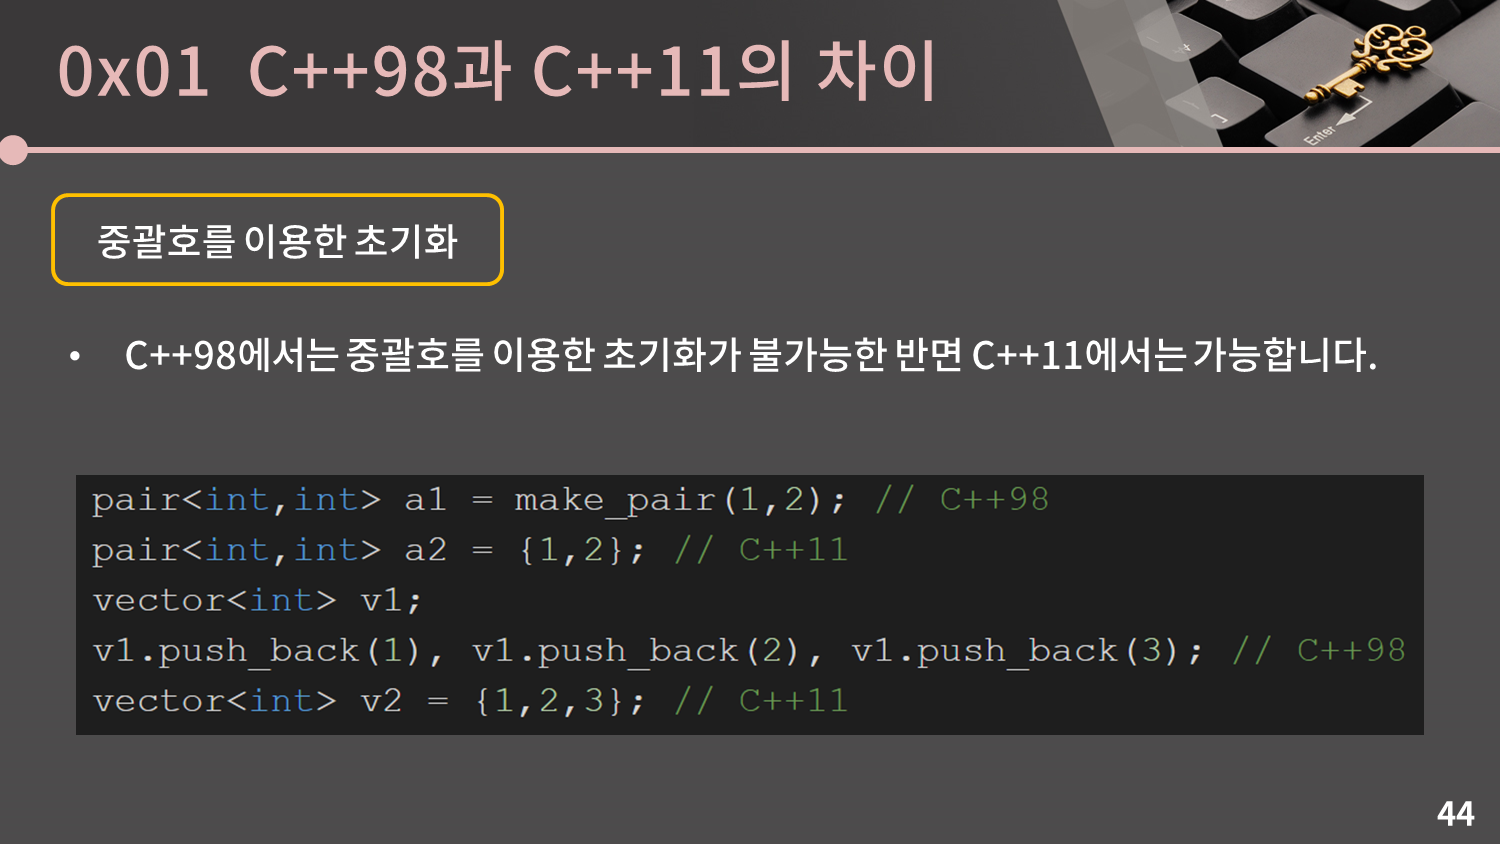 0x01 C++98과 C++11의 차이
중괄호를 이용한 초기화
• C++98에서는 중괄호를 이용한 초기화가 불가능한 반면 C++11에서는 가능합니다.
pair<int,int> a1 = make_pair(1,2); // C++98
pair<int,int> a2 = {1,2}; // C++11
vector<int> v1;
v1.push_back(1), v1.push_back(2), v1.push_back(3); // C++98
vector<int> v2 = {1,2,3}; // C++11
Enter
44